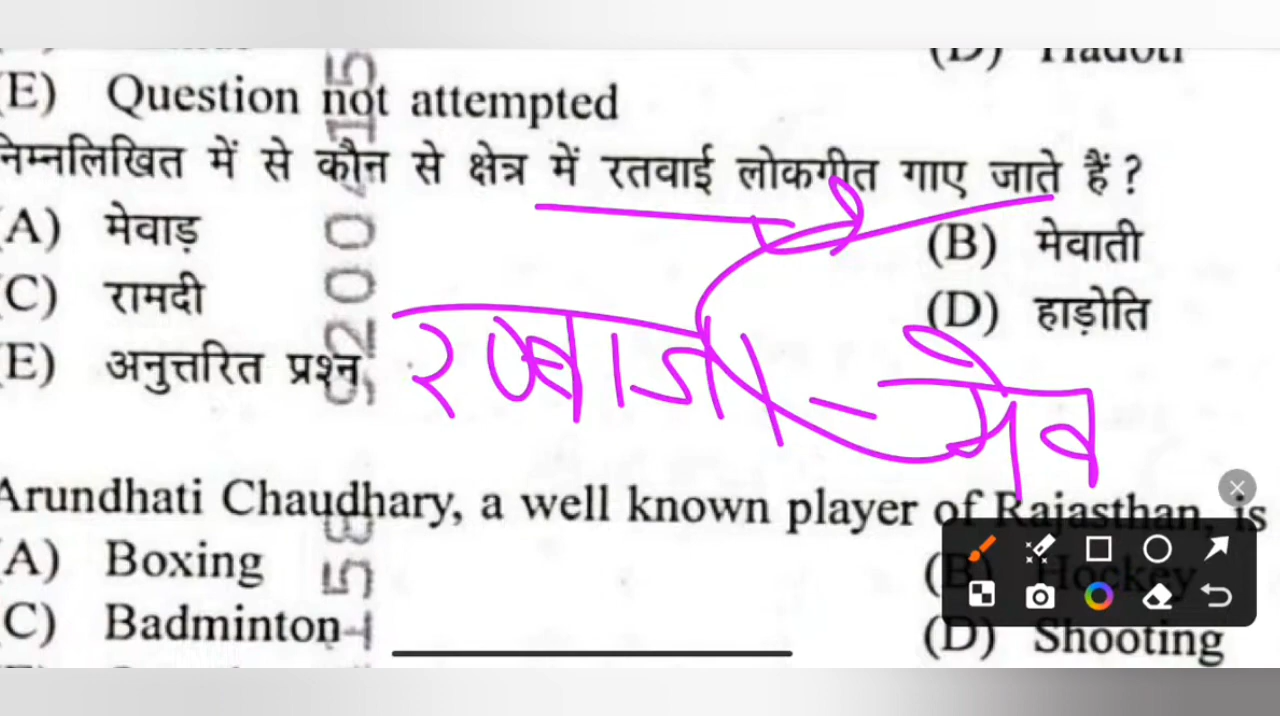 (D) Hadoti
(E) Question not attempted
निम्नलिखित में से कौन से क्षेत्र में रतवाई लोकगीत गाए जाते हैं ?
(A) मेवाड़ (B) मेवाती
(C) रामदी (D) हाड़ोति
(E) अनुत्तरित प्रश्न
मेव
Arundhati Chaudhary, a well known player of Rajasthan, is
(A) Boxing (B) Hockey
(C) Badminton (D) Shooting